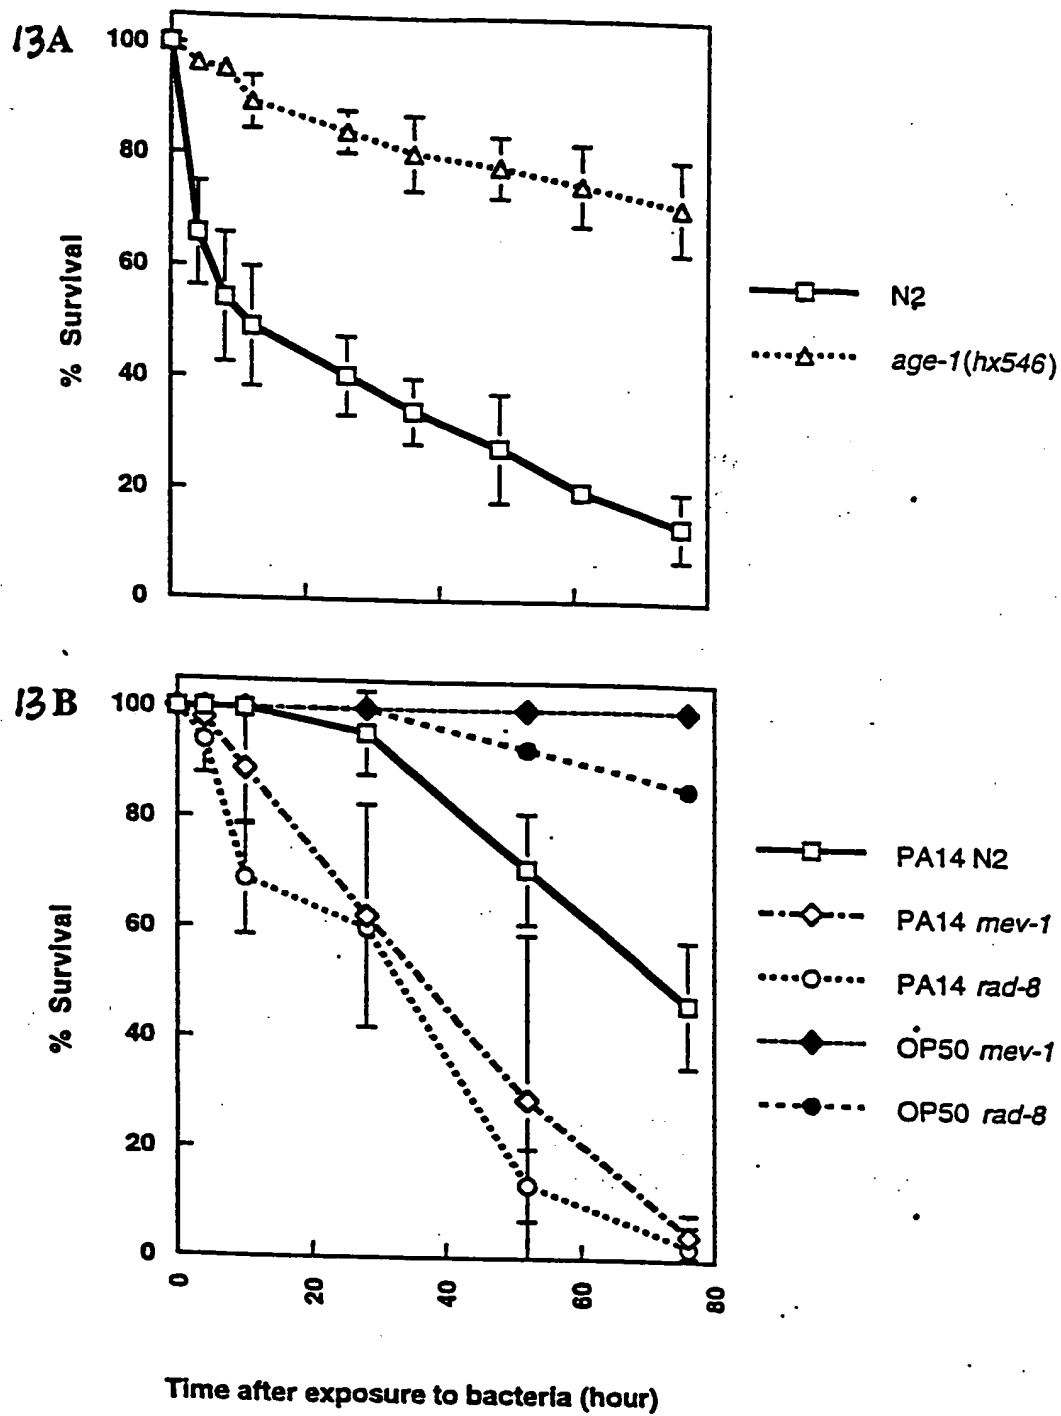 13A
100
80
60
40
20
0
% Survival
N2
age-1(hx546)
13B
100
80
60
40
20
0
% Survival
0
20
40
60
80
PA14 N2
PA14 mev-1
PA14 rad-8
OP50 mev-1
OP50 rad-8
Time after exposure to bacteria (hour)